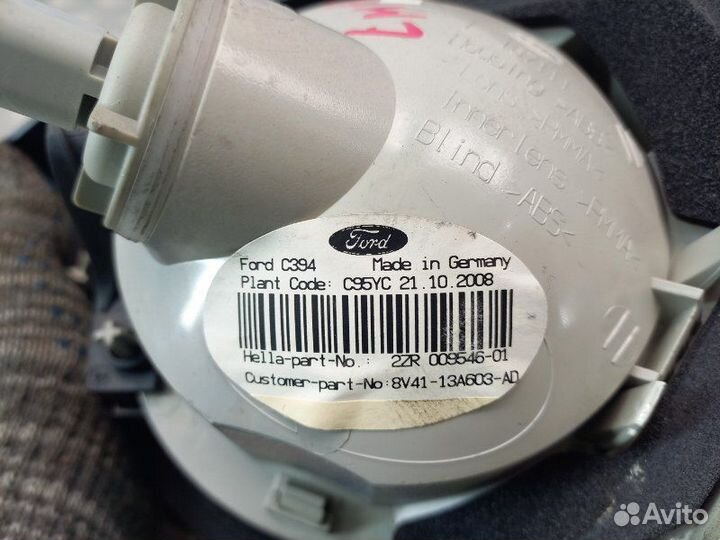 Housing >ABS<
Lens >PMMA<
Innerlens >PMMA<
Blind >ABS<
Ford
Ford C394 Made in Germany
Plant Code: C95YC 21.10.2008
Hella-part-No.: 2ZR 009546-01
Customer-part-No:8V41-13A603-AD
Avito